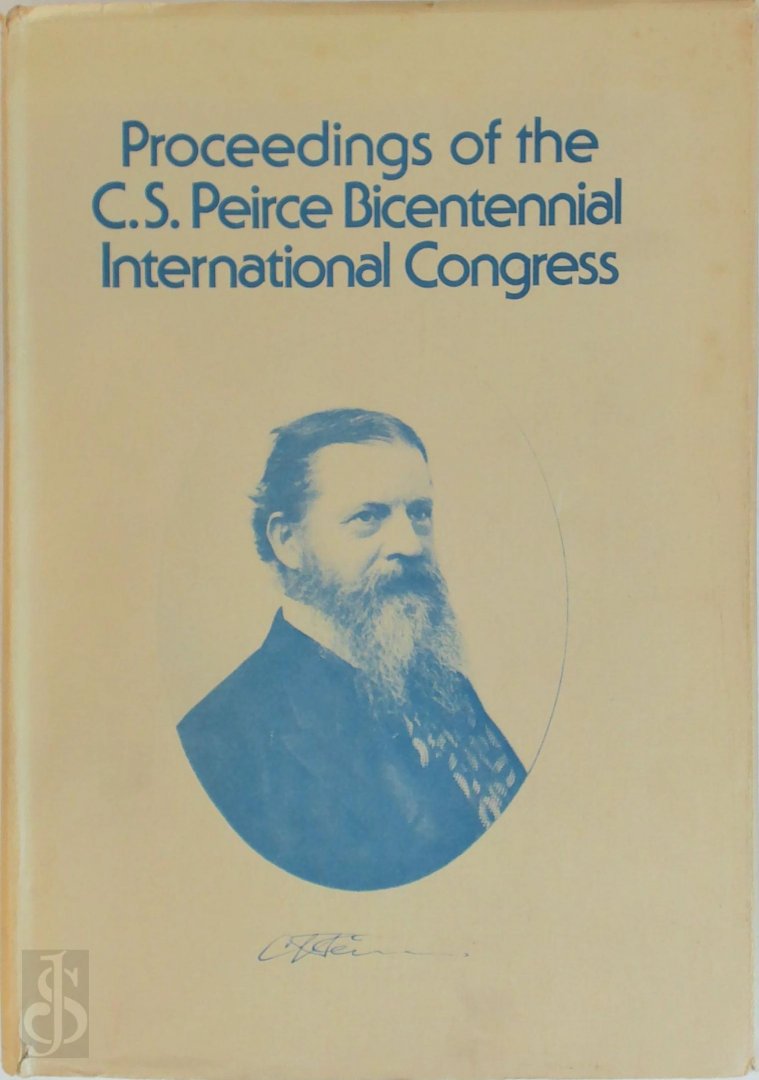 Proceedings of the
C.S. Peirce Bicentennial
International Congress